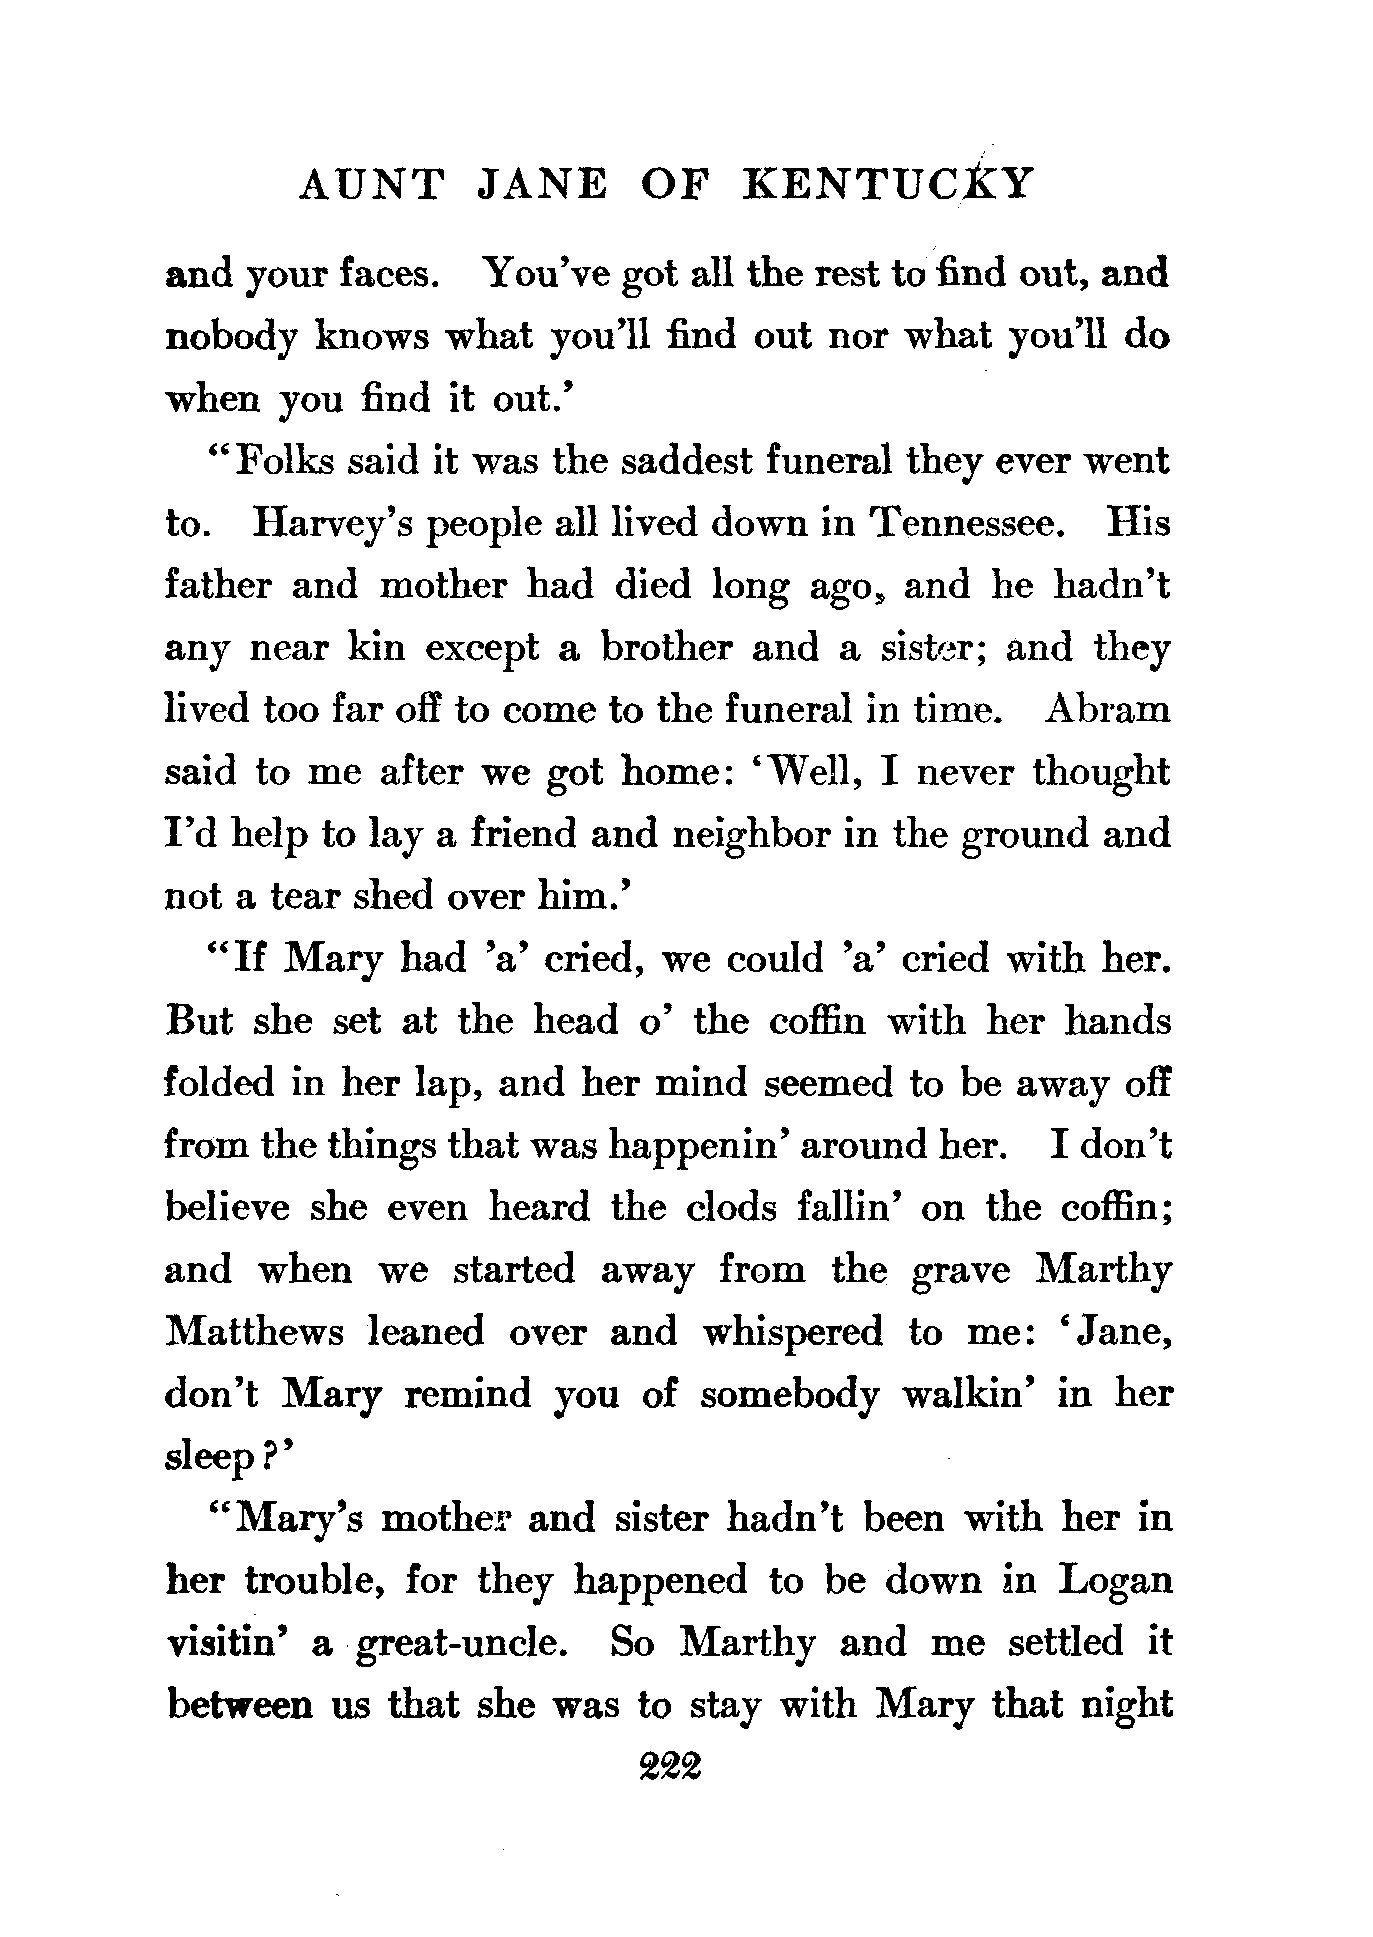 AUNT JANE OF KENTUCKY
and your faces. You've got all the rest to find out, and
nobody knows what you'll find out nor what you'll do
when you find it out.'
"Folks said it was the saddest funeral they ever went
to. Harvey's people all lived down in Tennessee. His
father and mother had died long ago, and he hadn't
any near kin except a brother and a sister; and they
lived too far off to come to the funeral in time. Abram
said to me after we got home: 'Well, I never thought
I'd help to lay a friend and neighbor in the ground and
not a tear shed over him.'
"If Mary had 'a' cried, we could 'a' cried with her.
But she set at the head o' the coffin with her hands
folded in her lap, and her mind seemed to be away off
from the things that was happenin' around her. I don't
believe she even heard the clods fallin' on the coffin;
and when we started away from the grave Marthy
Matthews leaned over and whispered to me: 'Jane,
don't Mary remind you of somebody walkin' in her
sleep?'
"Mary's mother and sister hadn't been with her in
her trouble, for they happened to be down in Logan
visitin' a great-uncle. So Marthy and me settled it
between us that she was to stay with Mary that night
222